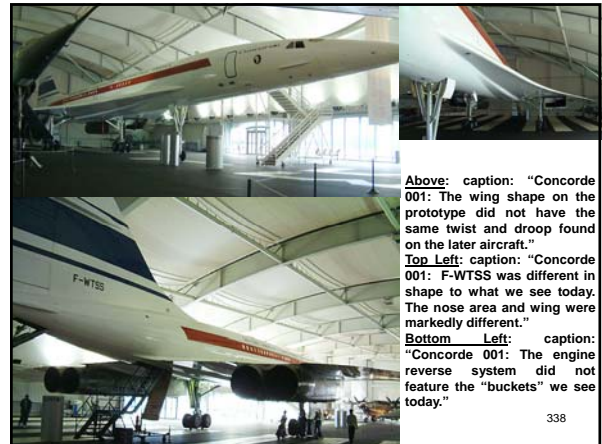 Concorde
F-WTSS
Above: caption: “Concorde
001: The wing shape on the
prototype did not have the
same twist and droop found
on the later aircraft.”
Top Left: caption: “Concorde
001: F-WTSS was different in
shape to what we see today.
The nose area and wing were
markedly different.”
Bottom Left: caption:
“Concorde 001: The engine
reverse system did not
feature the “buckets” we see
today.”
338